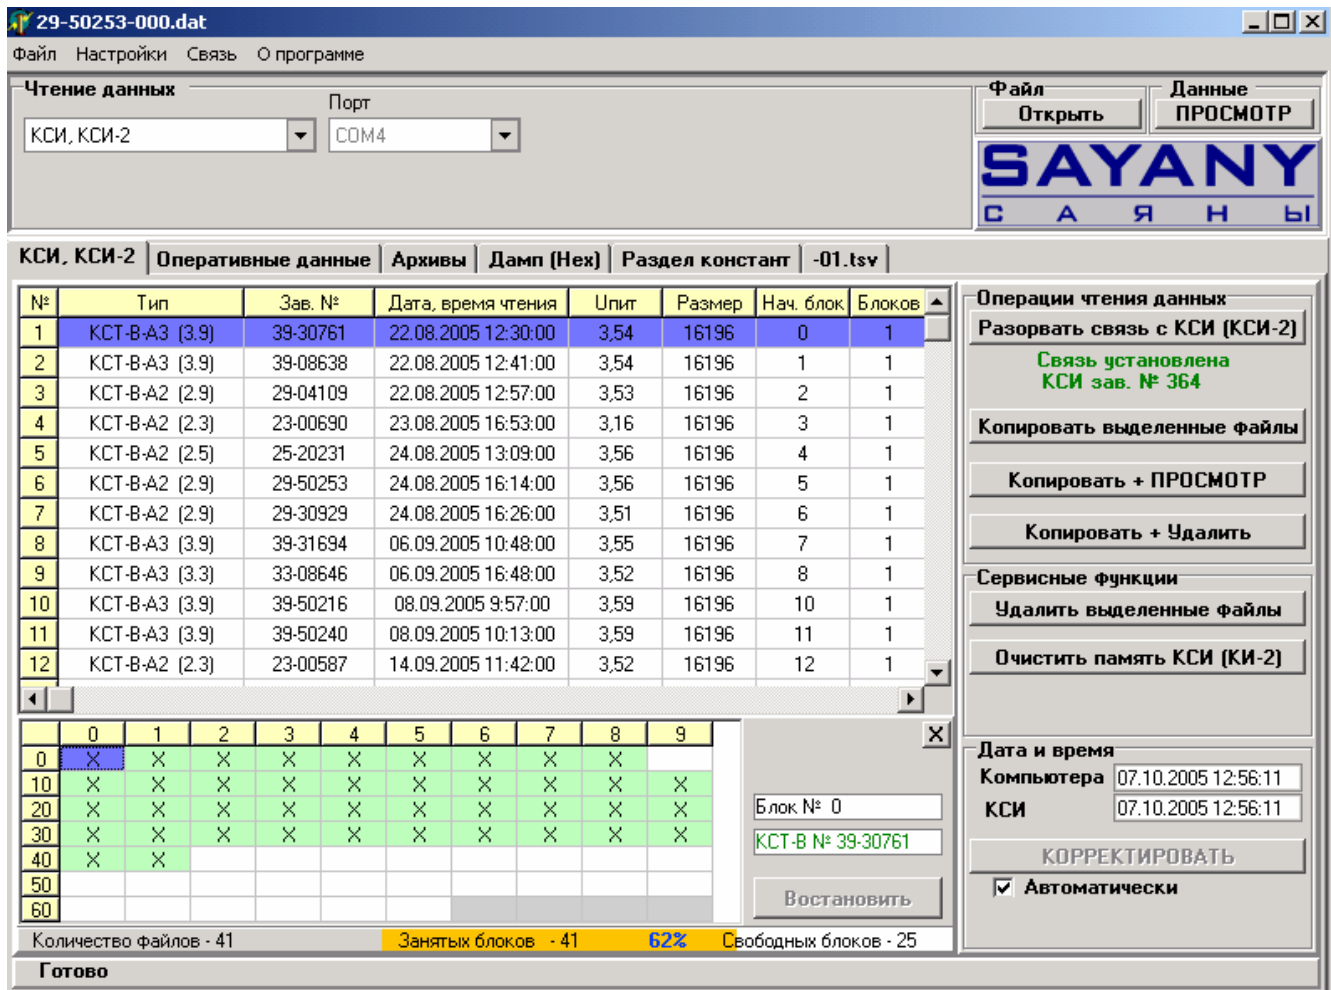 29-50253-000.dat
Файл Настройки Связь О программе
Чтение данных
Порт
КСИ, КСИ-2 COM4
Файл Данные
Открыть ПРОСМОТР
SAYANY
САЯНЫ
КСИ, КСИ-2 Оперативные данные Архивы Дамп (Hex) Раздел констант -01.tsv
№ Тип Зав. № Дата, время чтения Uпит Размер Нач. блок Блоков
1 КСТ-В-А3 (3.9) 39-30761 22.08.2005 12:30:00 3,54 16196 0 1
2 КСТ-В-А3 (3.9) 39-08638 22.08.2005 12:41:00 3,54 16196 1 1
3 КСТ-В-А2 (2.9) 29-04109 22.08.2005 12:57:00 3,53 16196 2 1
4 КСТ-В-А2 (2.3) 23-00690 23.08.2005 16:53:00 3,16 16196 3 1
5 КСТ-В-А2 (2.5) 25-20231 24.08.2005 13:09:00 3,56 16196 4 1
6 КСТ-В-А2 (2.9) 29-50253 24.08.2005 16:14:00 3,56 16196 5 1
7 КСТ-В-А2 (2.9) 29-30929 24.08.2005 16:26:00 3,51 16196 6 1
8 КСТ-В-А3 (3.9) 39-31694 06.09.2005 10:48:00 3,55 16196 7 1
9 КСТ-В-А3 (3.3) 33-08646 06.09.2005 16:48:00 3,52 16196 8 1
10 КСТ-В-А3 (3.9) 39-50216 08.09.2005 9:57:00 3,59 16196 10 1
11 КСТ-В-А3 (3.9) 39-50240 08.09.2005 10:13:00 3,59 16196 11 1
12 КСТ-В-А2 (2.3) 23-00587 14.09.2005 11:42:00 3,52 16196 12 1
Операции чтения данных
Разорвать связь с КСИ (КСИ-2)
Связь установлена
КСИ зав. № 364
Копировать выделенные файлы
Копировать + ПРОСМОТР
Копировать + Удалить
Сервисные функции
Удалить выделенные файлы
Очистить память КСИ (КИ-2)
0 1 2 3 4 5 6 7 8 9
0 X X X X X X X X X
10 X X X X X X X X X X
20 X X X X X X X X X X
30 X X X X X X X X X X
40 X X
50
60
Блок № 0
КСТ-В № 39-30761
Востановить
Дата и время
Компьютера 07.10.2005 12:56:11
КСИ 07.10.2005 12:56:11
КОРРЕКТИРОВАТЬ
Автоматически
Количество файлов - 41 Занятых блоков - 41 62% Свободных блоков - 25
Готово